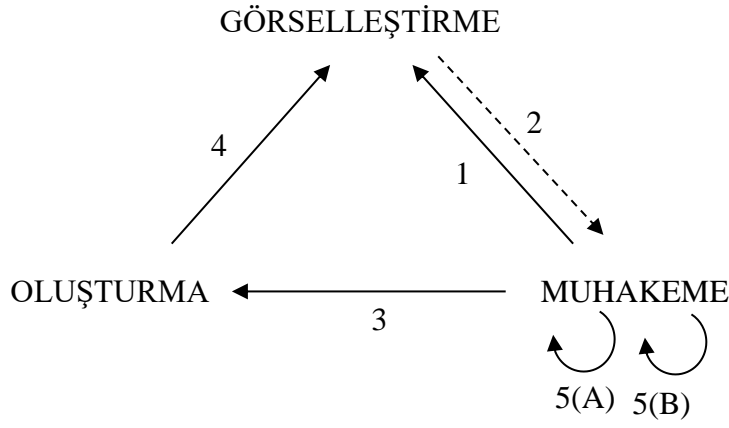 GÖRSELLEŞTİRME
2
4
1
OLUŞTURMA
MUHAKEME
3
5(A) 5(B)